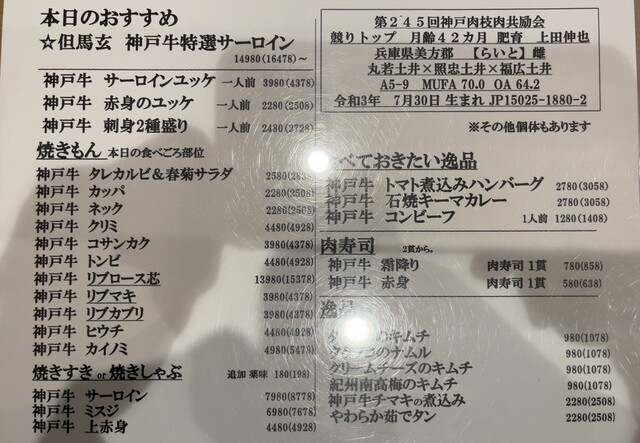 本日のおすすめ
☆但馬玄 神戸牛特選サーロイン
14980(16478)～
神戸牛 サーロインユッケ 一人前 3980(4378)
神戸牛 赤身のユッケ 一人前 2280(2508)
神戸牛 刺身2種盛り 一人前 2480(2728)
焼きもん 本日の食べごろ部位
神戸牛 タレカルビ＆春菊サラダ 2580(2838)
神戸牛 カッパ 2280(2508)
神戸牛 ネック 2280(2508)
神戸牛 クリミ 4480(4928)
神戸牛 コサンカク 3980(4378)
神戸牛 トンビ 4480(4928)
神戸牛 リブロース芯 13980(15378)
神戸牛 リブマキ 3980(4378)
神戸牛 リブカブリ 3980(4378)
神戸牛 ヒウチ 4480(4928)
神戸牛 カイノミ 4980(5478)
焼きすき or 焼きしゃぶ 追加 薬味 180(198)
神戸牛 サーロイン 7980(8778)
神戸牛 ミスジ 6980(7678)
神戸牛 上赤身 4480(4928)
第２４５回神戸肉枝肉共励会
競りトップ 月齢４２カ月 肥育 上田伸也
兵庫県美方郡 【らいと】雌
丸若土井×照忠土井×福広土井
A5-9 MUFA 70.0 OA 64.2
令和3年 7月30日 生まれ JP15025-1880-2
※その他個体もあります
べておきたい逸品
神戸牛 トマト煮込みハンバーグ 2780(3058)
神戸牛 石焼キーマカレー 2780(3058)
神戸牛 コンビーフ 1人前 1280(1408)
肉寿司 2貫から。
神戸牛 霜降り 肉寿司 1貫 780(858)
神戸牛 赤身 肉寿司 1貫 580(638)
逸品
のキムチ 980(1078)
のナムル 980(1078)
クリームチーズのキムチ 980(1078)
紀州南高梅のキムチ 980(1078)
神戸牛チマキの煮込み 2280(2508)
やわらか茹でタン 2280(2508)